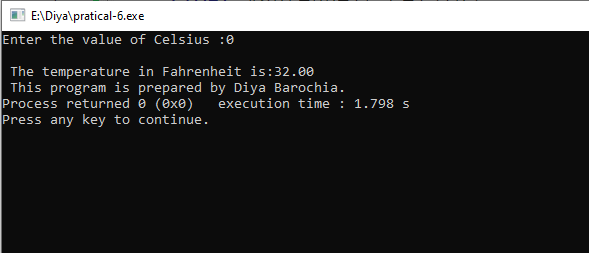 E:\Diya\pratical-6.exe
Enter the value of Celsius :0
The temperature in Fahrenheit is:32.00
This program is prepared by Diya Barochia.
Process returned 0 (0x0)   execution time : 1.798 s
Press any key to continue.